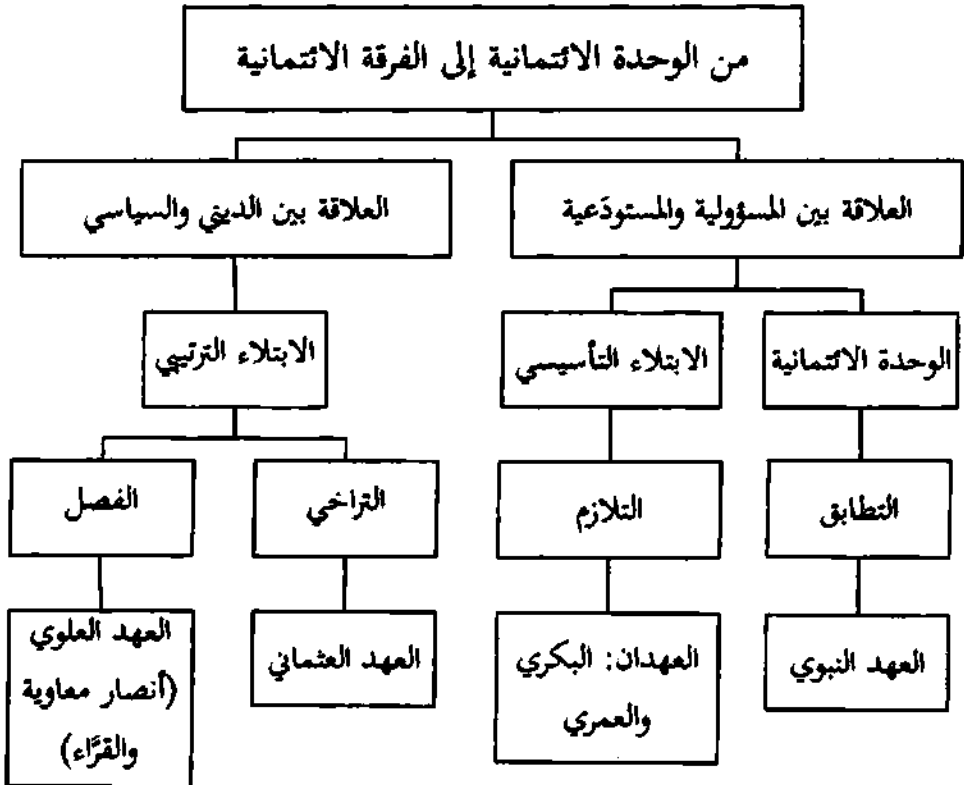 من الوحدة الائتمانية إلى الفرقة الائتمانية
العلاقة بين المسؤولية والمستودَعية
العلاقة بين الديني والسياسي
الوحدة الائتمانية
الابتلاء التأسيسي
الابتلاء الترتيبي
التطابق
التلازم
التراخي
الفصل
العهد النبوي
العهدان: البكري
والعمري
العهد العثماني
العهد العلوي
(أنصار معاوية
والقرَّاء)